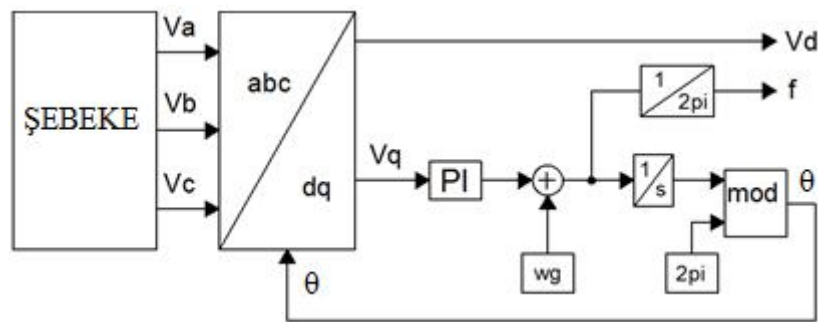 Va
Vd
abc
1
2pi
f
ŞEBEKE
Vb
Vq
PI
1
s
mod
θ
Vc
dq
wg
2pi
θ